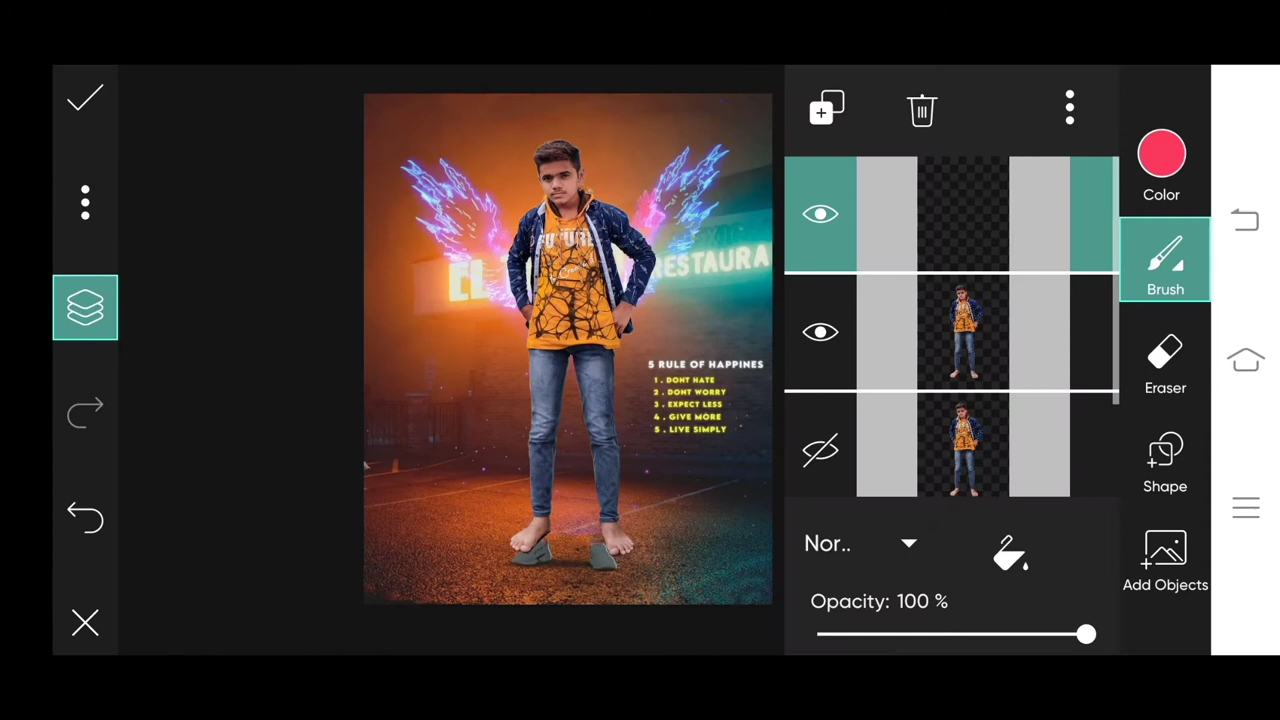 Color
Brush
Eraser
Shape
Add Objects
Nor..
Opacity: 100 %
FUTURE
RESTAURA
5 RULE OF HAPPINES
1 . DONT HATE
2 . DONT WORRY
3 . EXPECT LESS
4 . GIVE MORE
5 . LIVE SIMPLY